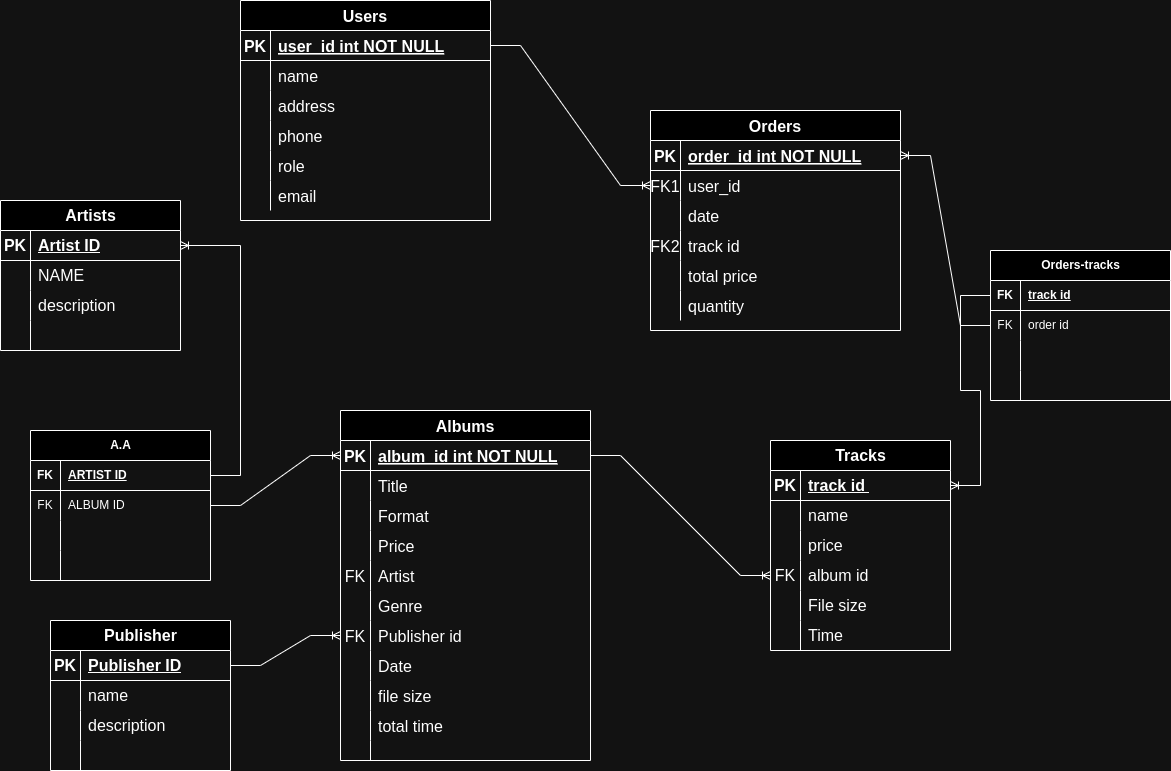 Users
PK user_id int NOT NULL
name
address
phone
role
email
Orders
PK order_id int NOT NULL
FK1 user_id
date
FK2 track id
total price
quantity
Artists
PK Artist ID
NAME
description
Orders-tracks
FK track id
FK order id
A.A
FK ARTIST ID
FK ALBUM ID
Albums
PK album_id int NOT NULL
Title
Format
Price
FK Artist
Genre
FK Publisher id
Date
file size
total time
Tracks
PK track id
name
price
FK album id
File size
Time
Publisher
PK Publisher ID
name
description